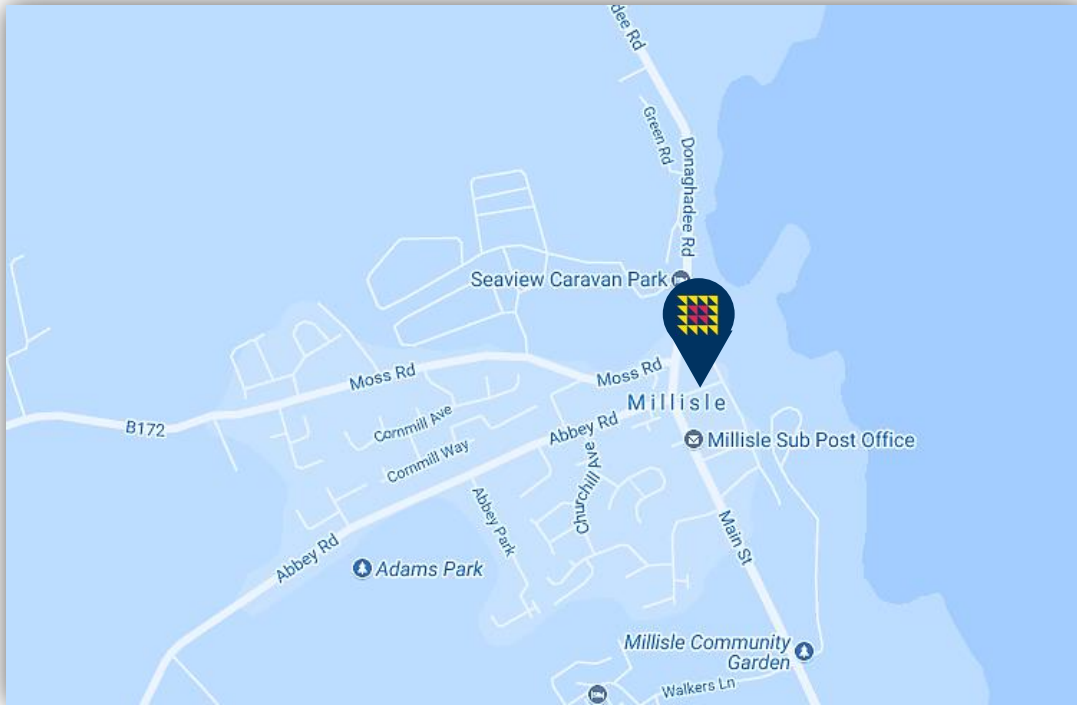 dee Rd
Green Rd
Donaghadee Rd
Seaview Caravan Park
Moss Rd
Moss Rd
Millisle
B172
Cornmill Ave
Abbey Rd
Millisle Sub Post Office
Cornmill Way
Churchill Ave
Abbey Park
Main St
Abbey Rd
Adams Park
Millisle Community
Garden
Walkers Ln